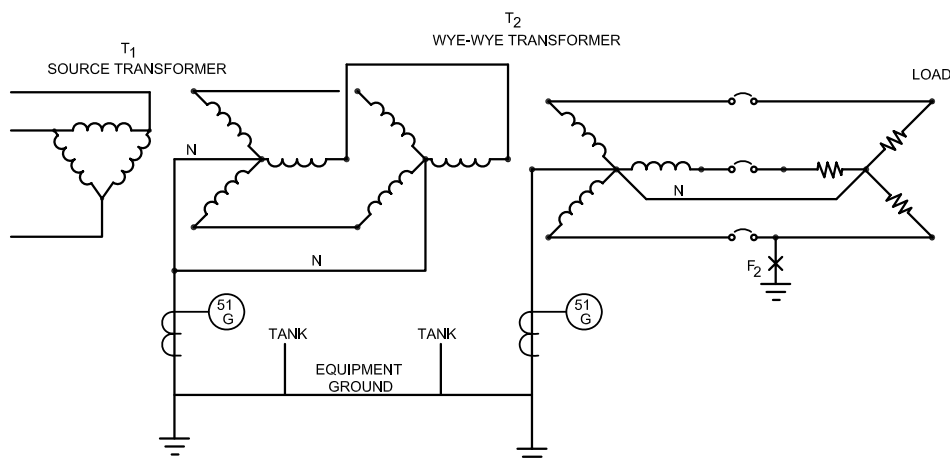 T1
SOURCE TRANSFORMER
T2
WYE-WYE TRANSFORMER
LOAD
N
N
N
F2
51
G
51
G
TANK
TANK
EQUIPMENT
GROUND